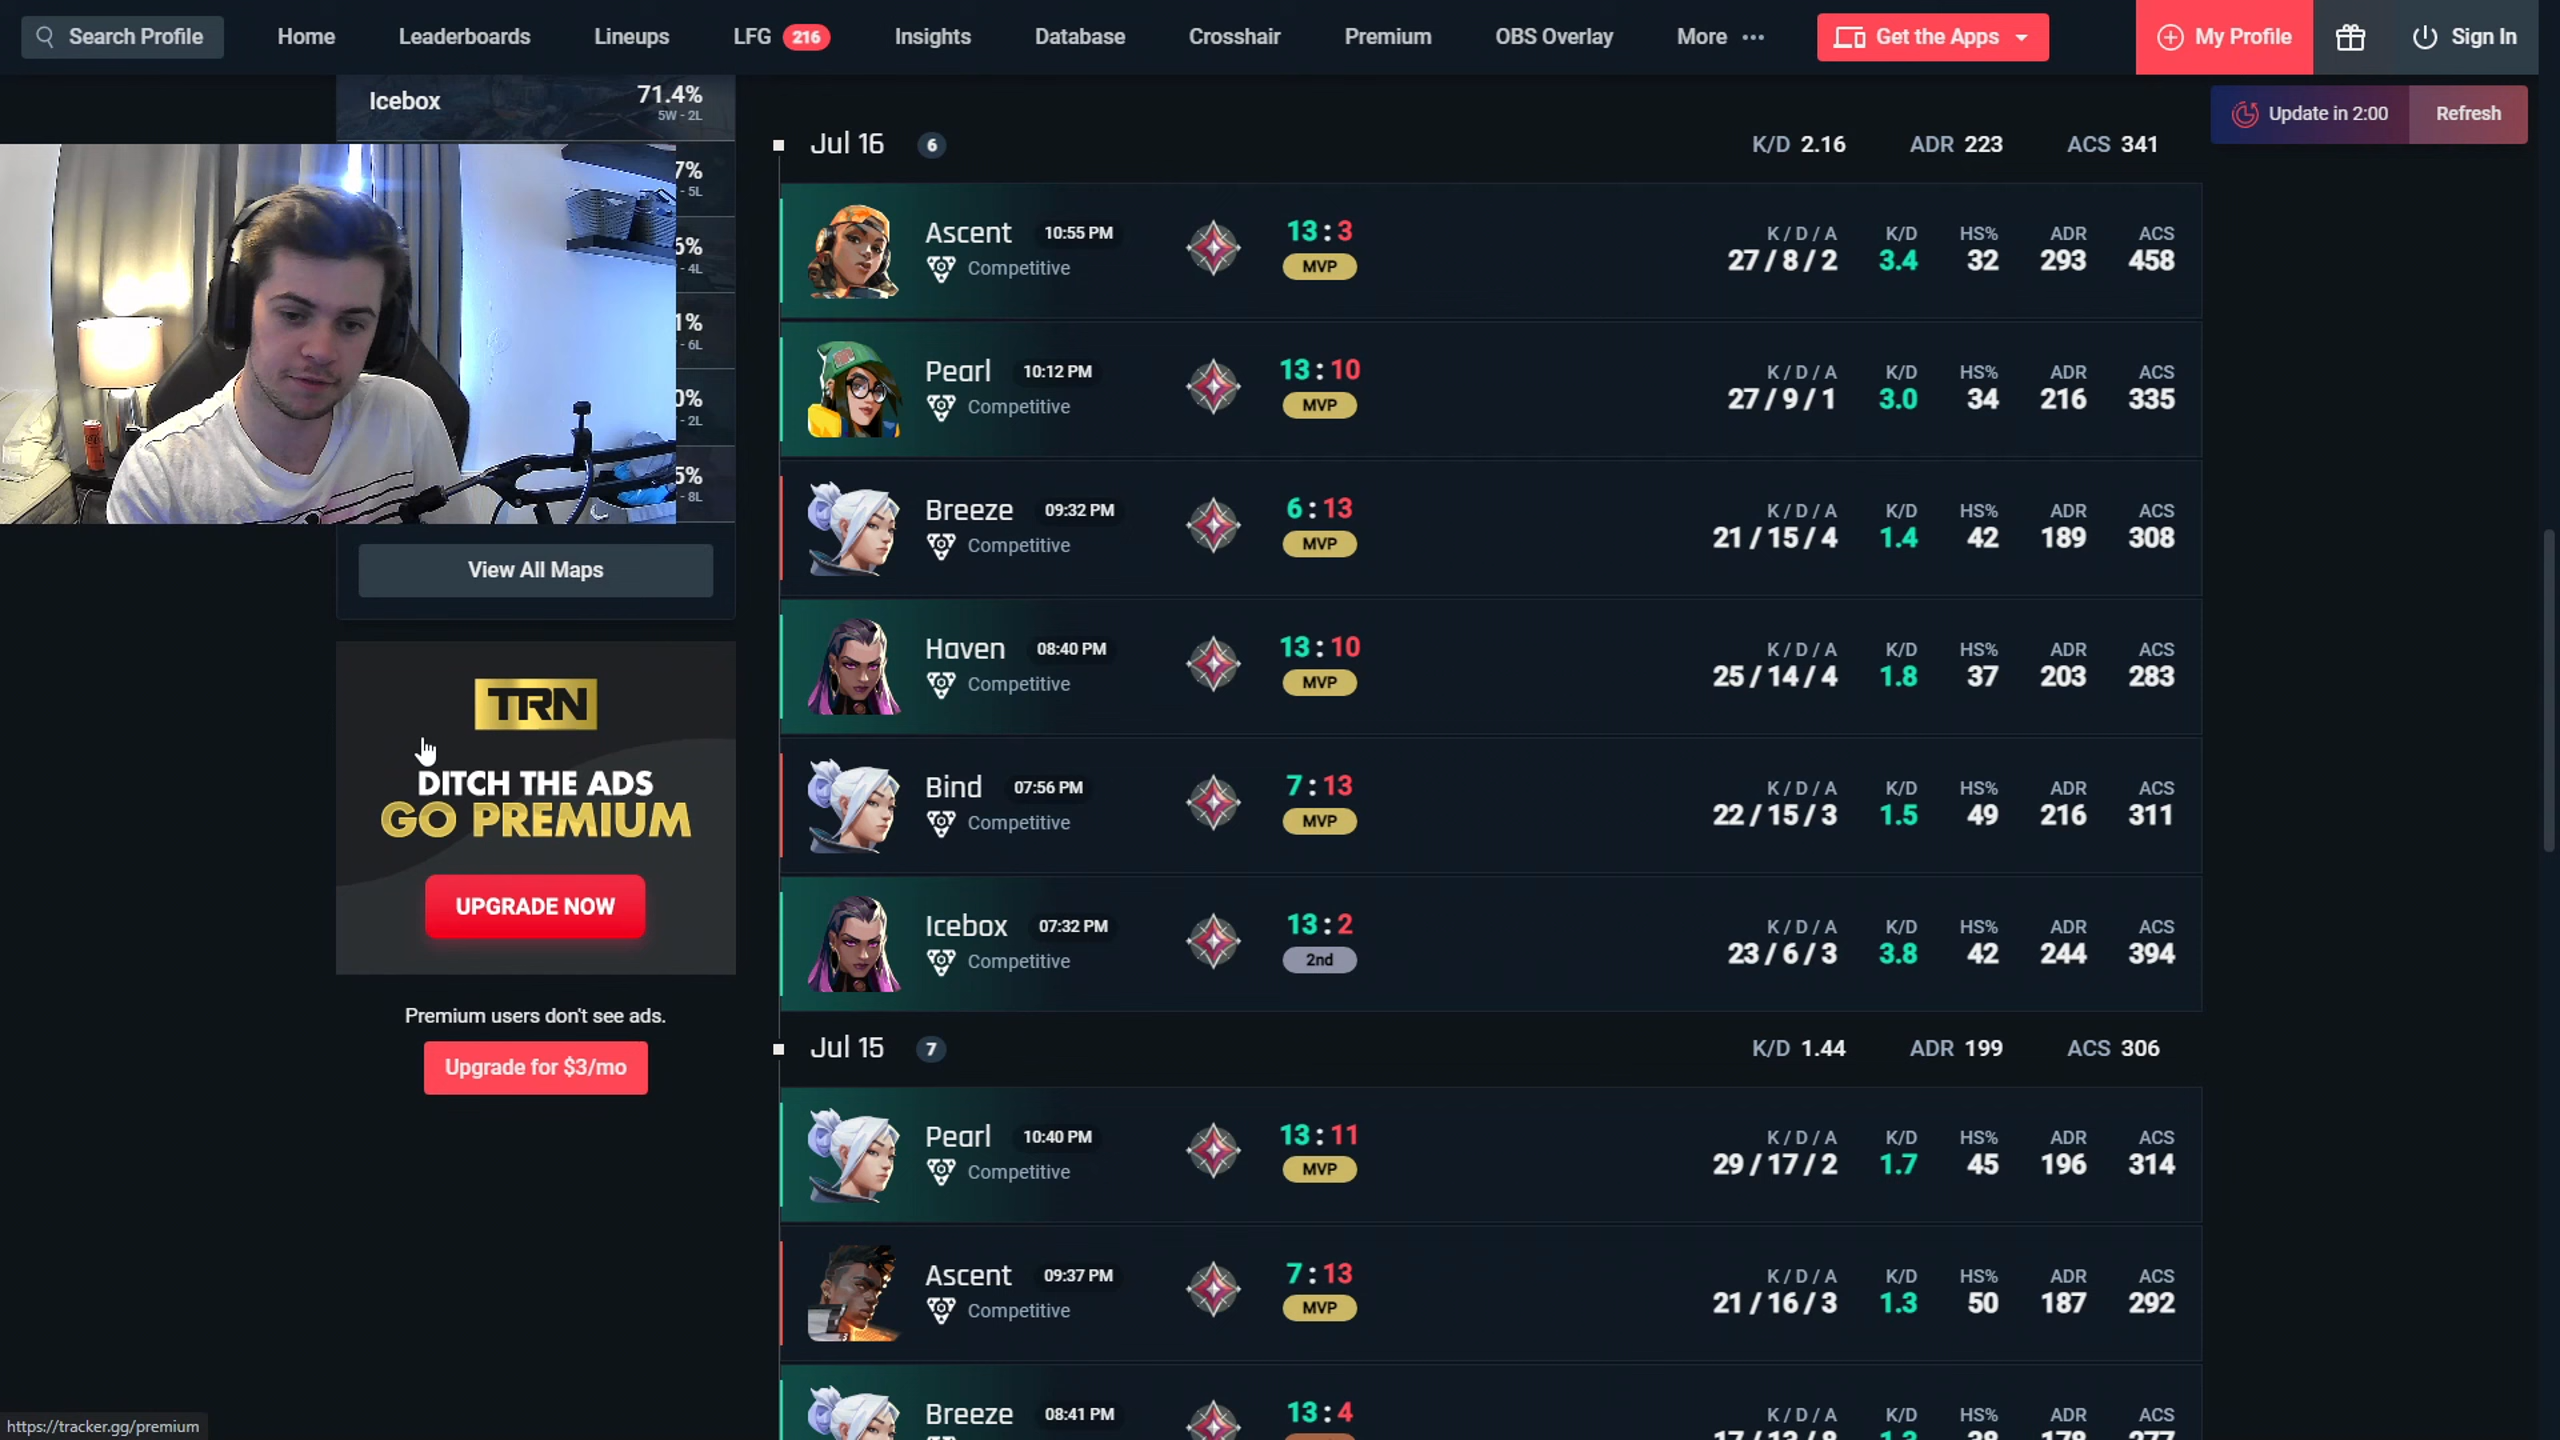 Search Profile
Home
Leaderboards
Lineups
LFG 216
Insights
Database
Crosshair
Premium
OBS Overlay
More
Get the Apps
My Profile
Sign In
Update in 2:00
Refresh
Icebox 71.4%
5W - 2L
7%
- 5L
6%
- 4L
1%
- 6L
0%
- 2L
5%
- 8L
View All Maps
TRN
DITCH THE ADS
GO PREMIUM
UPGRADE NOW
Premium users don't see ads.
Upgrade for $3/mo
Jul 16 6 K/D 2.16 ADR 223 ACS 341
Ascent 10:55 PM 13 : 3 K / D / A K/D HS% ADR ACS
Competitive MVP 27 / 8 / 2 3.4 32 293 458
Pearl 10:12 PM 13 : 10 K / D / A K/D HS% ADR ACS
Competitive MVP 27 / 9 / 1 3.0 34 216 335
Breeze 09:32 PM 6 : 13 K / D / A K/D HS% ADR ACS
Competitive MVP 21 / 15 / 4 1.4 42 189 308
Haven 08:40 PM 13 : 10 K / D / A K/D HS% ADR ACS
Competitive MVP 25 / 14 / 4 1.8 37 203 283
Bind 07:56 PM 7 : 13 K / D / A K/D HS% ADR ACS
Competitive MVP 22 / 15 / 3 1.5 49 216 311
Icebox 07:32 PM 13 : 2 K / D / A K/D HS% ADR ACS
Competitive 2nd 23 / 6 / 3 3.8 42 244 394
Jul 15 7 K/D 1.44 ADR 199 ACS 306
Pearl 10:40 PM 13 : 11 K / D / A K/D HS% ADR ACS
Competitive MVP 29 / 17 / 2 1.7 45 196 314
Ascent 09:37 PM 7 : 13 K / D / A K/D HS% ADR ACS
Competitive MVP 21 / 16 / 3 1.3 50 187 292
Breeze 08:41 PM 13 : 4 K / D / A K/D HS% ADR ACS
https://tracker.gg/premium